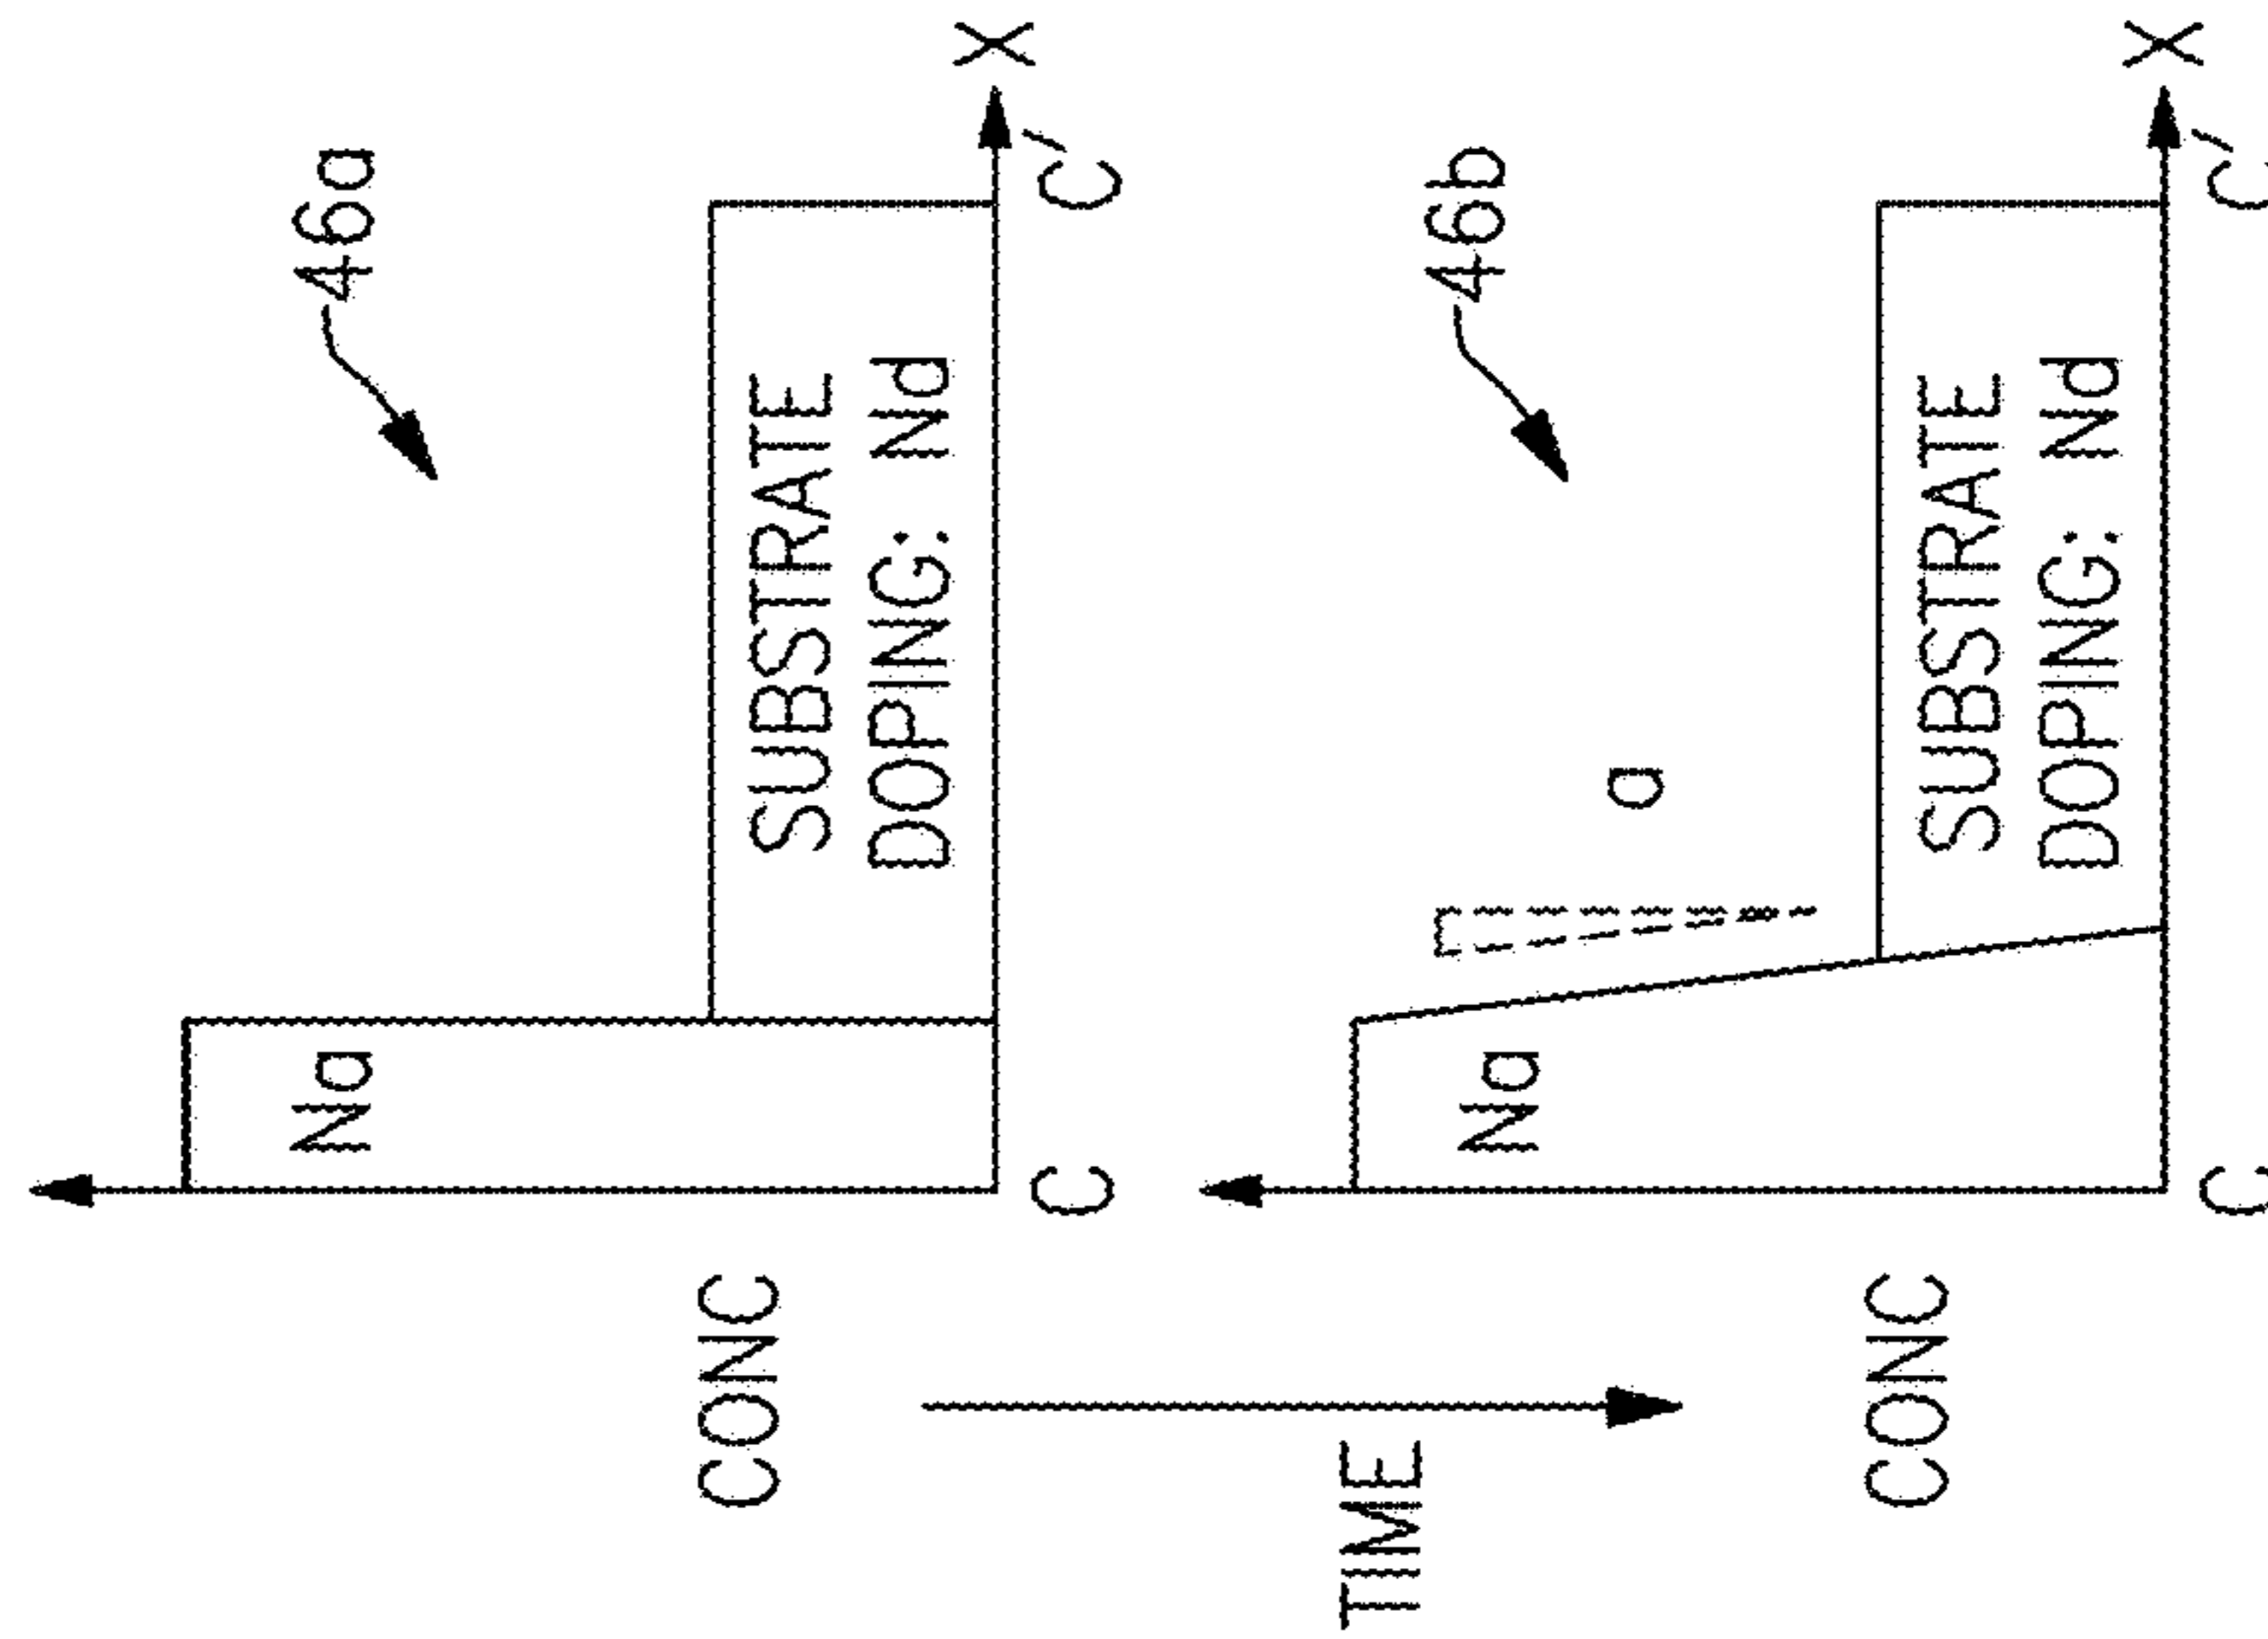 Na
46a
CONC
SUBSTRATE
DOPING: Nd
X
C
C'
TIME
46b
Na
a
CONC
SUBSTRATE
DOPING: Nd
X
C
C'